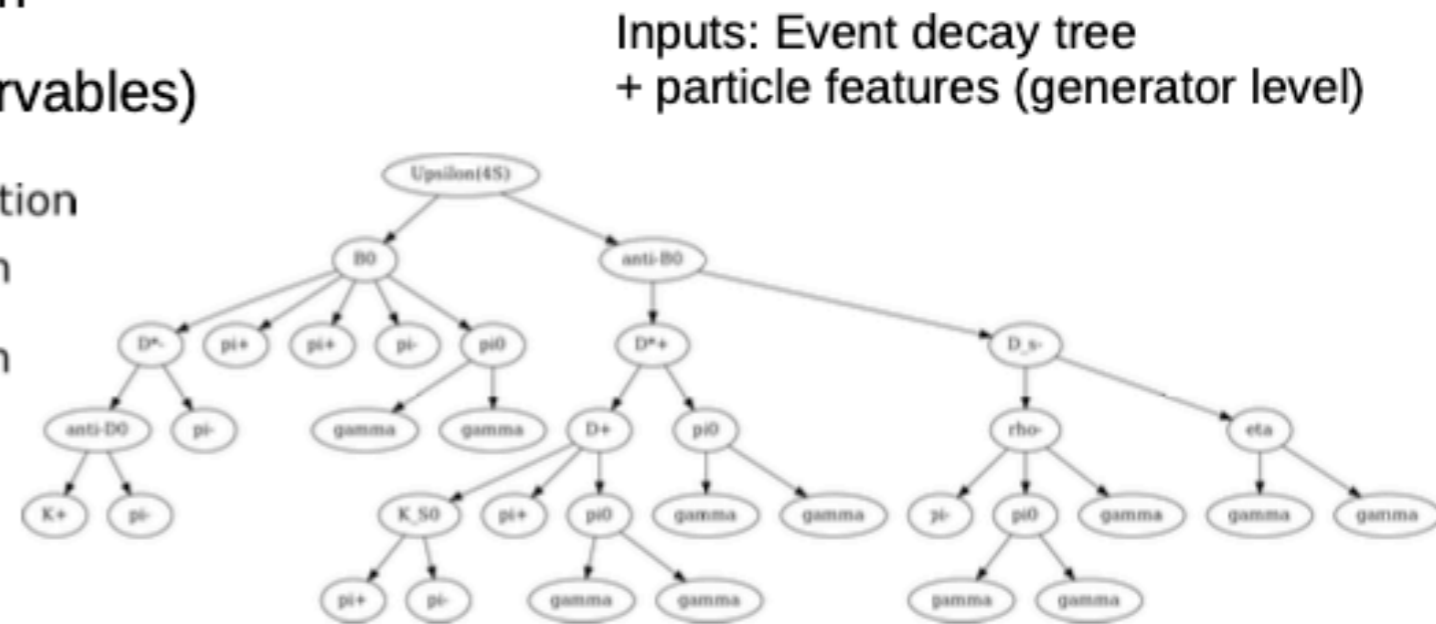 n
Inputs: Event decay tree
+ particle features (generator level)
rvables)
Upsilon(4S)
tion
n
B0 anti-B0
n
D*- pi+ pi+ pi- pi0 D*+ D_s-
anti-D0 pi- gamma gamma D+ pi0 rho- eta
K+ pi- K_S0 pi+ pi0 gamma gamma pi- pi0 gamma gamma gamma
pi+ pi- gamma gamma gamma gamma